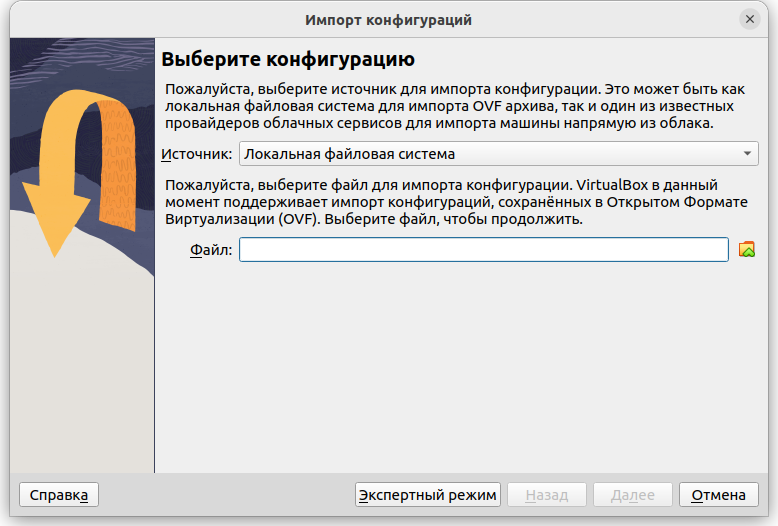 Импорт конфигураций
Выберите конфигурацию
Пожалуйста, выберите источник для импорта конфигурации. Это может быть как
локальная файловая система для импорта OVF архива, так и один из известных
провайдеров облачных сервисов для импорта машины напрямую из облака.
Источник: Локальная файловая система
Пожалуйста, выберите файл для импорта конфигурации. VirtualBox в данный
момент поддерживает импорт конфигураций, сохранённых в Открытом Формате
Виртуализации (OVF). Выберите файл, чтобы продолжить.
Файл:
Справка Экспертный режим Назад Далее Отмена